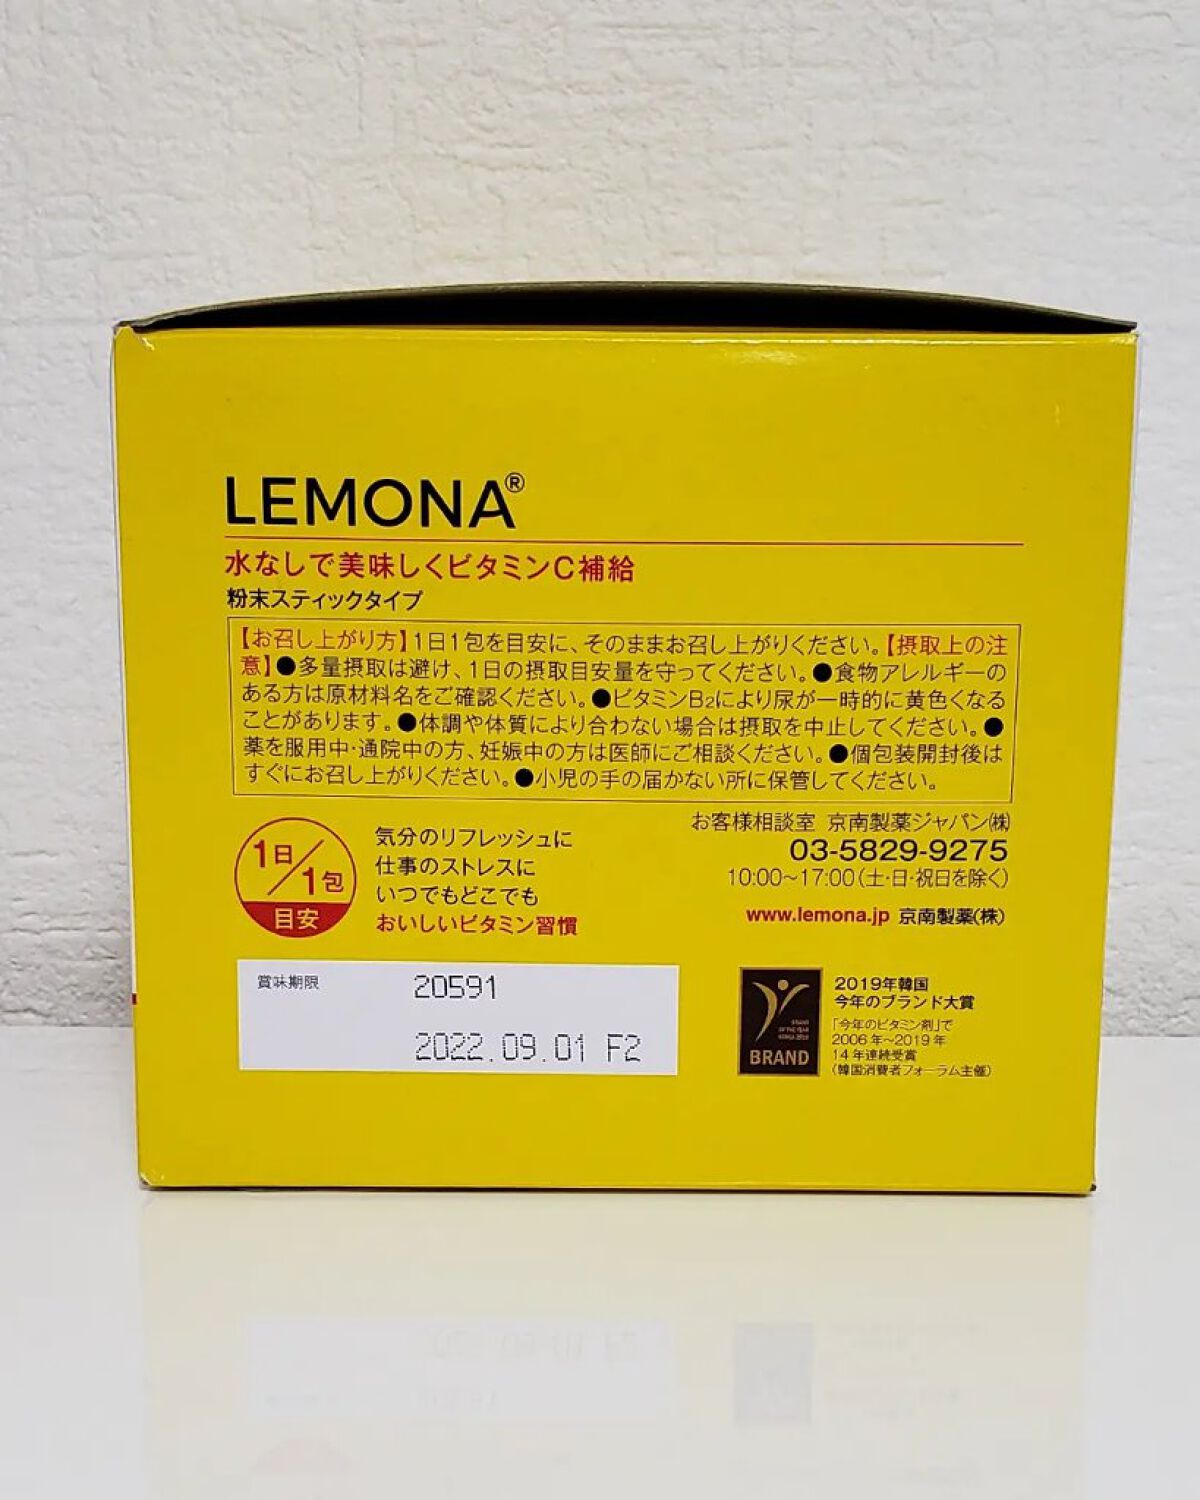 LEMONA®
水なしで美味しくビタミンC補給
粉末スティックタイプ
【お召し上がり方】1日1包を目安に、そのままお召し上がりください。【摂取上の注
意】●多量摂取は避け、1日の摂取目安量を守ってください。●食物アレルギーの
ある方は原材料名をご確認ください。●ビタミンB2により尿が一時的に黄色くなる
ことがあります。●体調や体質により合わない場合は摂取を中止してください。●
薬を服用中・通院中の方、妊娠中の方は医師にご相談ください。●個包装開封後は
すぐにお召し上がりください。●小児の手の届かない所に保管してください。
1日/1包
目安
気分のリフレッシュに
仕事のストレスに
いつでもどこでも
おいしいビタミン習慣
お客様相談室 京南製薬ジャパン㈱
03-5829-9275
10:00~17:00(土・日・祝日を除く)
www.lemona.jp 京南製薬(株)
賞味期限 20591
2022.09.01 F2
BRAND
OF THE YEAR
KOREA 2019
BRAND
2019年韓国
今年のブランド大賞
「今年のビタミン剤」で
2006年~2019年
14年連続受賞
(韓国消費者フォーラム主催)